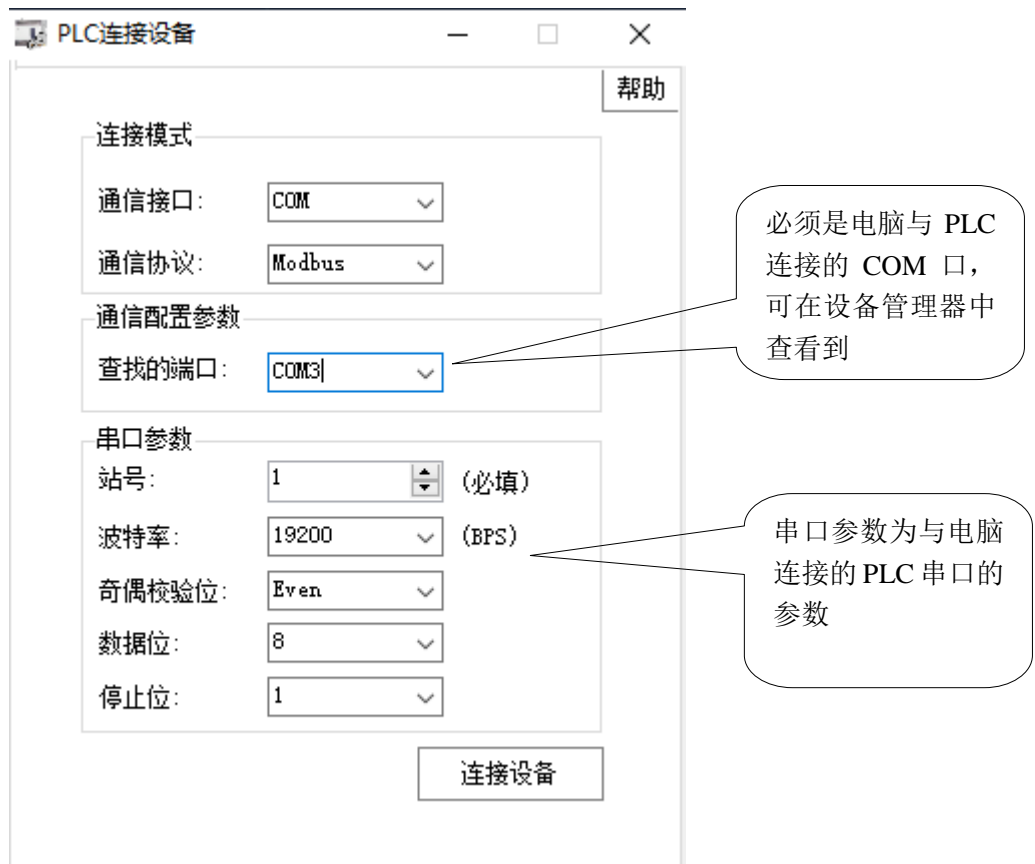 PLC连接设备
帮助
连接模式
通信接口: COM
通信协议: Modbus
通信配置参数
查找的端口: COM3
串口参数
站号: 1 (必填)
波特率: 19200 (BPS)
奇偶校验位: Even
数据位: 8
停止位: 1
连接设备
必须是电脑与 PLC
连接的 COM 口，
可在设备管理器中
查看到
串口参数为与电脑
连接的 PLC 串口的
参数